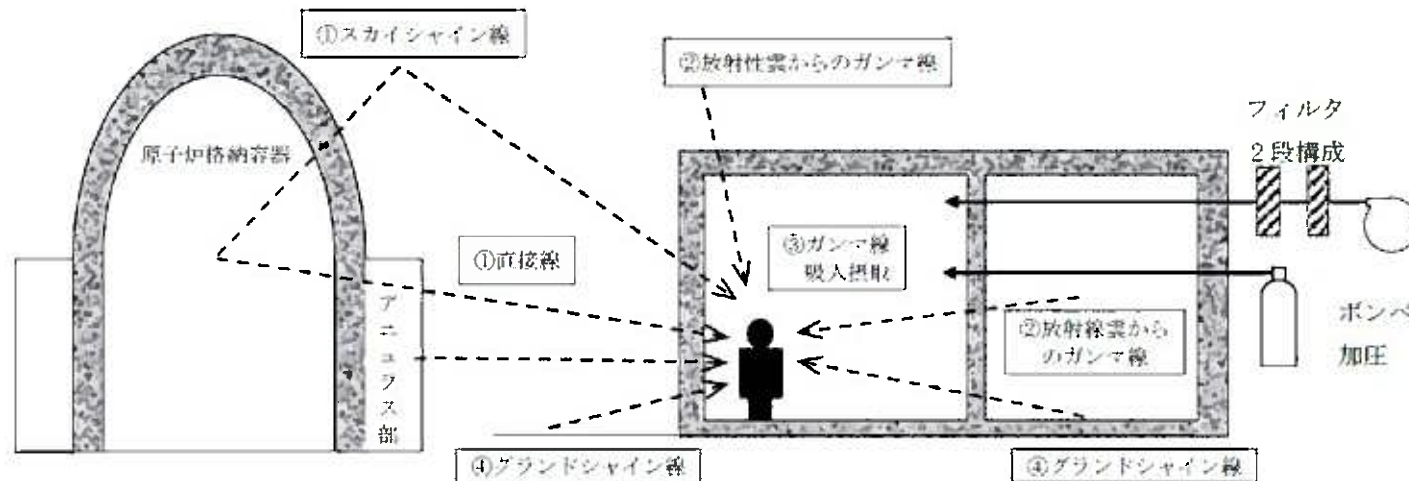 ①スカイシャイン線
②放射性雲からのガンマ線
フィルタ
2段構成
原子炉格納容器
①直接線
③ガンマ線
吸入摂取
アニュラス部
②放射線雲から
のガンマ線
ボンベ
加圧
④グランドシャイン線
④グランドシャイン線